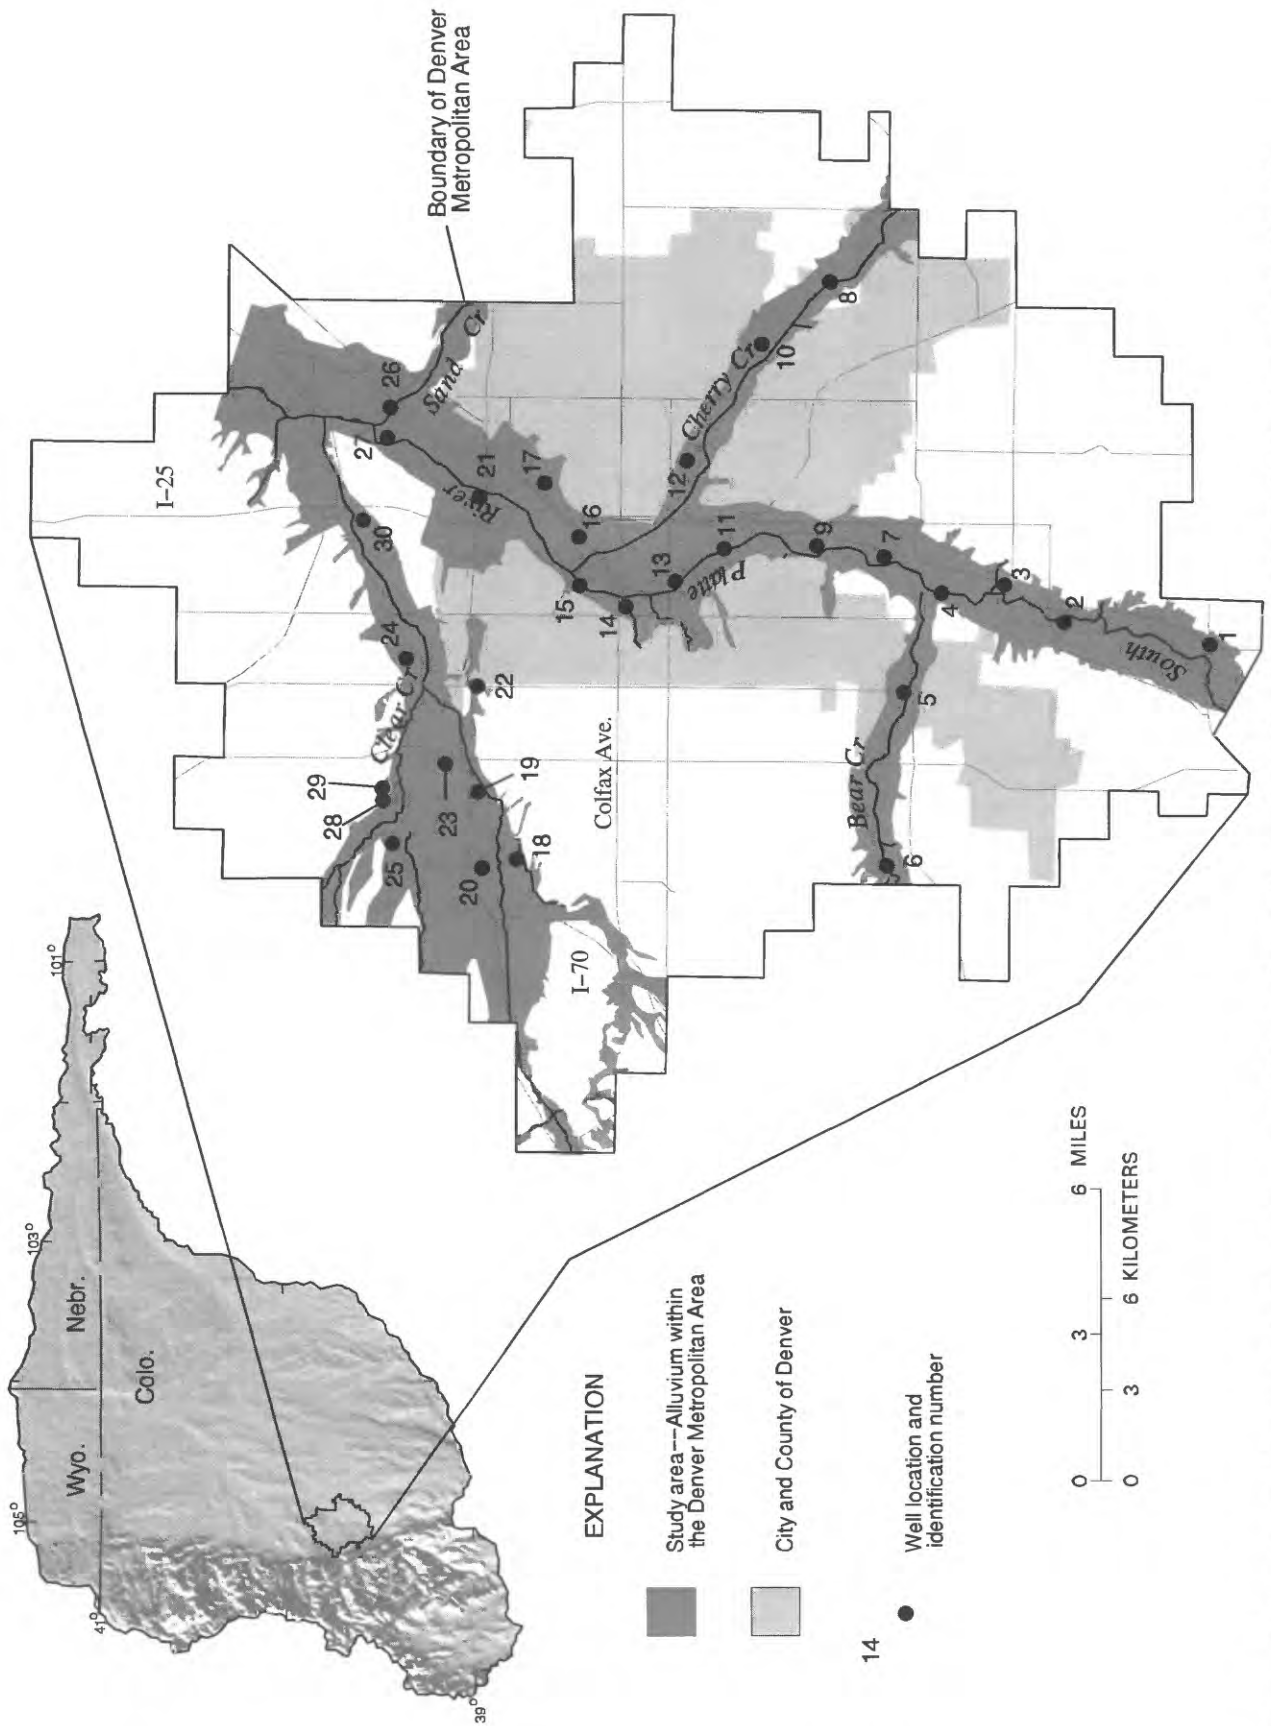 105°
103°
101°
41°
39°
Wyo.
Nebr.
Colo.
I-25
Boundary of Denver
Metropolitan Area
Sand
Cr
26
27
River
21
17
30
24
Clear Cr
29
28
25
23
19
22
20
18
I-70
Colfax Ave.
16
15
14
13
12
Cherry Cr
10
8
11
Platte
9
7
4
3
2
South
1
Bear Cr
5
6
EXPLANATION
Study area--Alluvium within
the Denver Metropolitan Area
City and County of Denver
14
Well location and
identification number
0 3 6 MILES
0 3 6 KILOMETERS